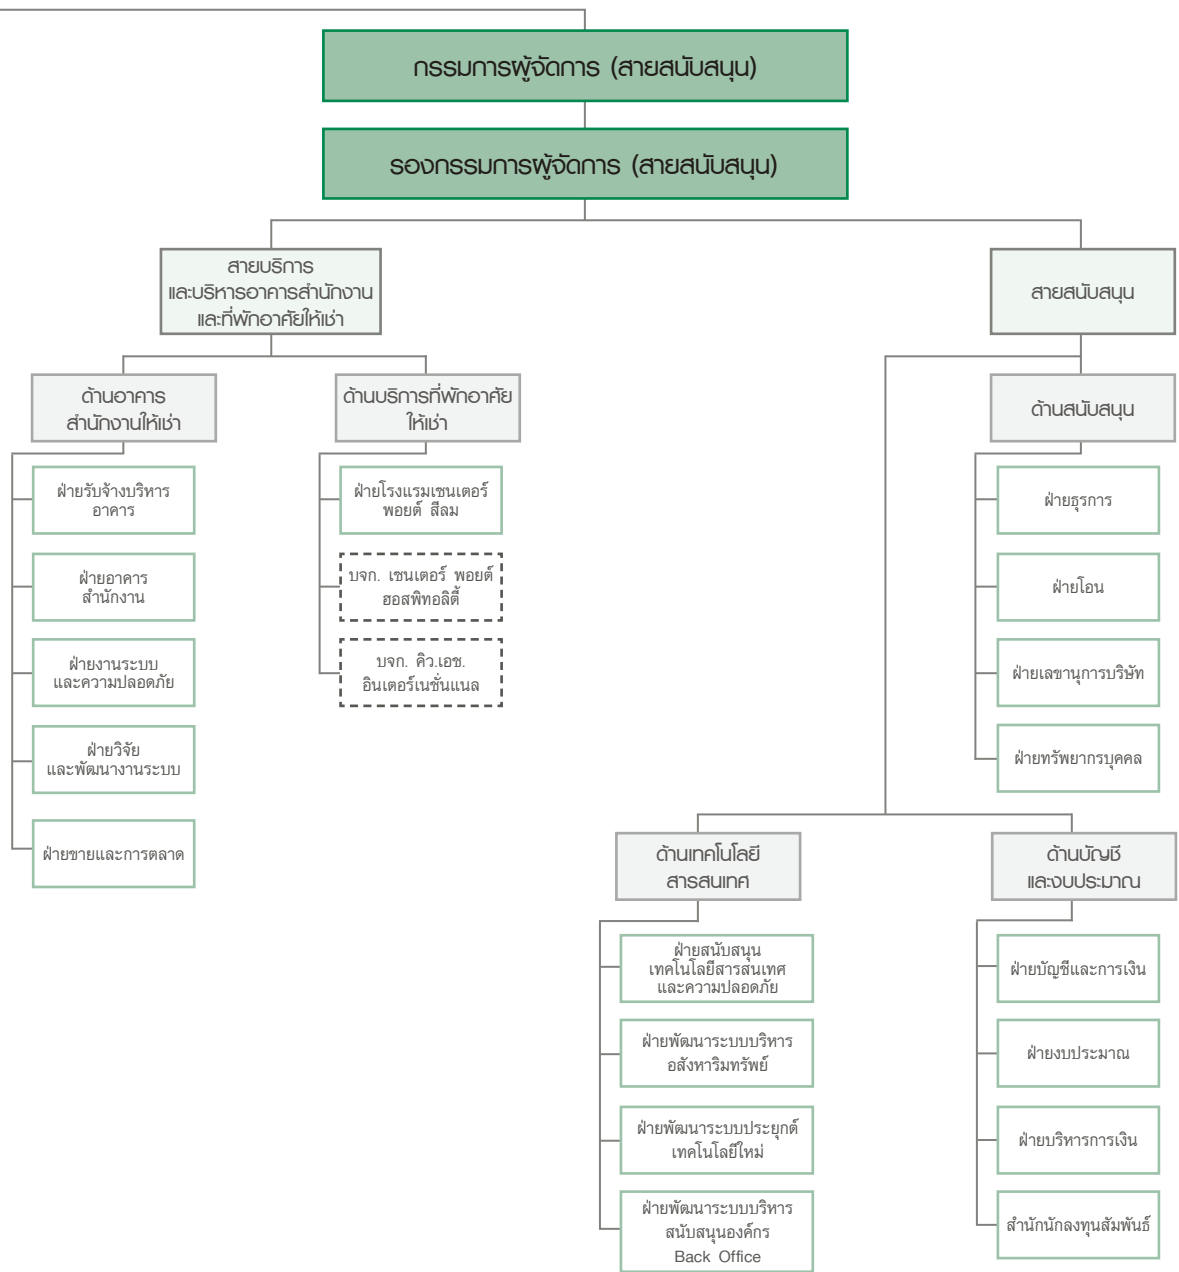 กรรมการผู้จัดการ (สายสนับสนุน)
รองกรรมการผู้จัดการ (สายสนับสนุน)
สายบริการ
และบริหารอาคารสำนักงาน
และที่พักอาศัยให้เช่า
สายสนับสนุน
ด้านอาคาร
สำนักงานให้เช่า
ด้านบริการที่พักอาศัย
ให้เช่า
ด้านสนับสนุน
ฝ่ายรับจ้างบริหาร
อาคาร
ฝ่ายอาคาร
สำนักงาน
ฝ่ายงานระบบ
และความปลอดภัย
ฝ่ายวิจัย
และพัฒนางานระบบ
ฝ่ายขายและการตลาด
ฝ่ายโรงแรมเซนเตอร์
พอยต์ สีลม
บจก. เซนเตอร์ พอยต์
ฮอสพิทอลิตี้
บจก. คิว.เอช.
อินเตอร์เนชั่นแนล
ฝ่ายธุรการ
ฝ่ายโอน
ฝ่ายเลขานุการบริษัท
ฝ่ายทรัพยากรบุคคล
ด้านเทคโนโลยี
สารสนเทศ
ด้านบัญชี
และงบประมาณ
ฝ่ายสนับสนุน
เทคโนโลยีสารสนเทศ
และความปลอดภัย
ฝ่ายพัฒนาระบบบริหาร
อสังหาริมทรัพย์
ฝ่ายพัฒนาระบบประยุกต์
เทคโนโลยีใหม่
ฝ่ายพัฒนาระบบบริหาร
สนับสนุนองค์กร
Back Office
ฝ่ายบัญชีและการเงิน
ฝ่ายงบประมาณ
ฝ่ายบริหารการเงิน
สำนักนักลงทุนสัมพันธ์